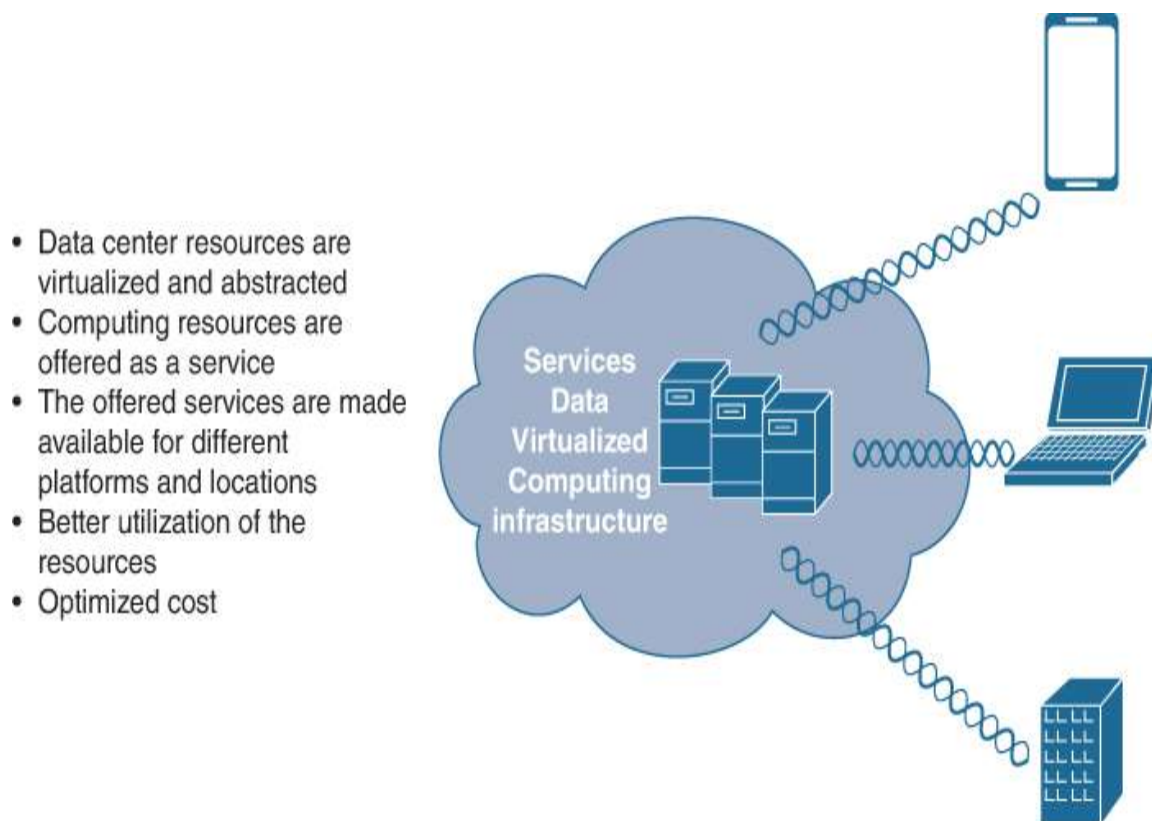 • Data center resources are
virtualized and abstracted
• Computing resources are
offered as a service
• The offered services are made
available for different
platforms and locations
• Better utilization of the
resources
• Optimized cost
Services
Data
Virtualized
Computing
infrastructure